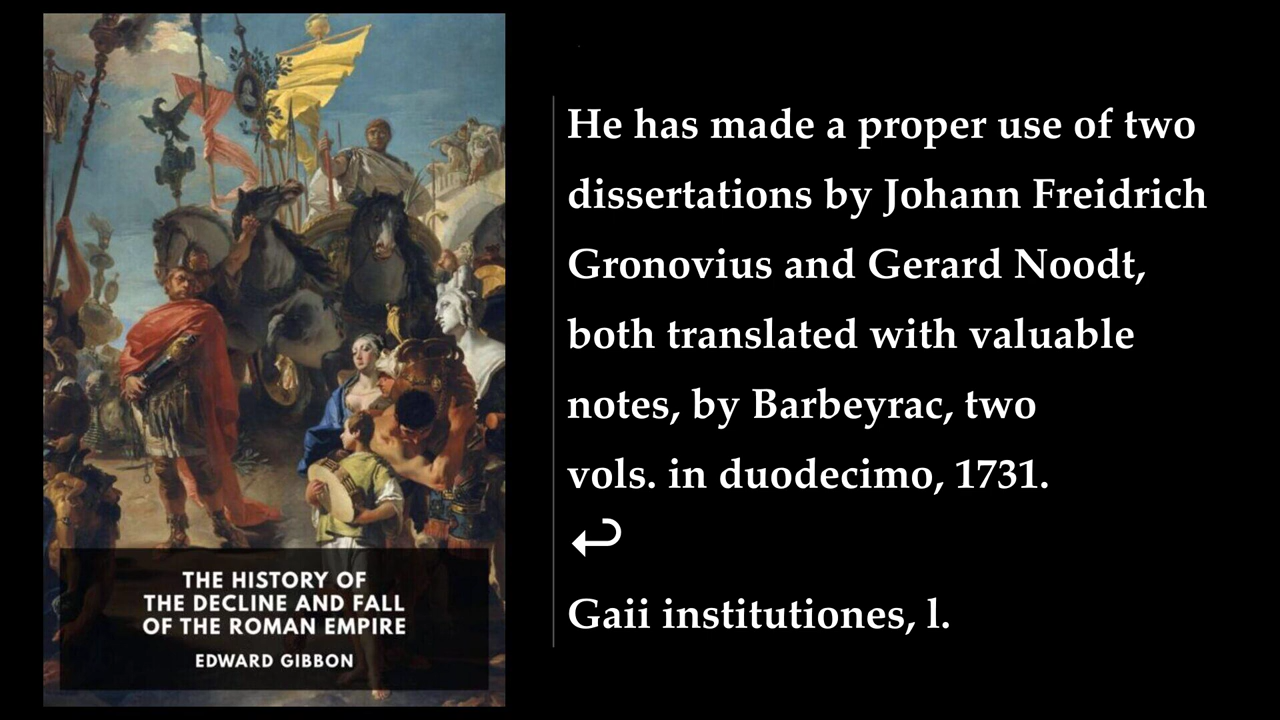 THE HISTORY OF
THE DECLINE AND FALL
OF THE ROMAN EMPIRE
EDWARD GIBBON
He has made a proper use of two
dissertations by Johann Freidrich
Gronovius and Gerard Noodt,
both translated with valuable
notes, by Barbeyrac, two
vols. in duodecimo, 1731.
↩
Gaii institutiones, l.